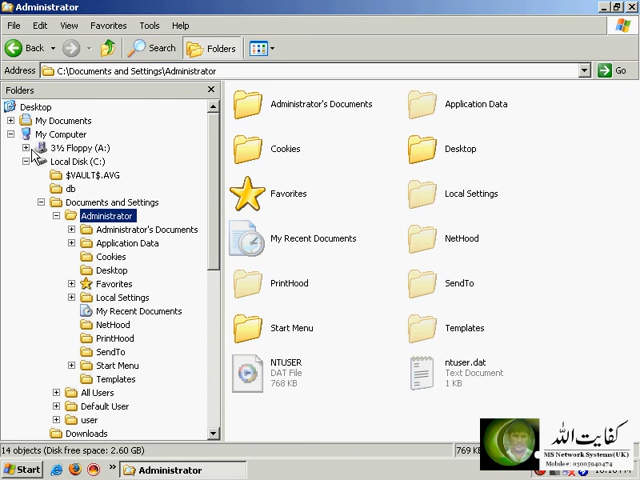 Administrator
File Edit View Favorites Tools Help
Back Search Folders
Address C:\Documents and Settings\Administrator Go
Folders
Desktop
My Documents
My Computer
3½ Floppy (A:)
Local Disk (C:)
$VAULT$.AVG
db
Documents and Settings
Administrator
Administrator's Documents
Application Data
Cookies
Desktop
Favorites
Local Settings
My Recent Documents
NetHood
PrintHood
SendTo
Start Menu
Templates
All Users
Default User
user
Downloads
Administrator's Documents
Application Data
Cookies
Desktop
Favorites
Local Settings
My Recent Documents
NetHood
PrintHood
SendTo
Start Menu
Templates
NTUSER
DAT File
768 KB
ntuser.dat
Text Document
1 KB
کفایت اللہ
MS Network Systems(UK)
Mobile: 03005040474
14 objects (Disk free space: 2.60 GB)
769
Start
Administrator